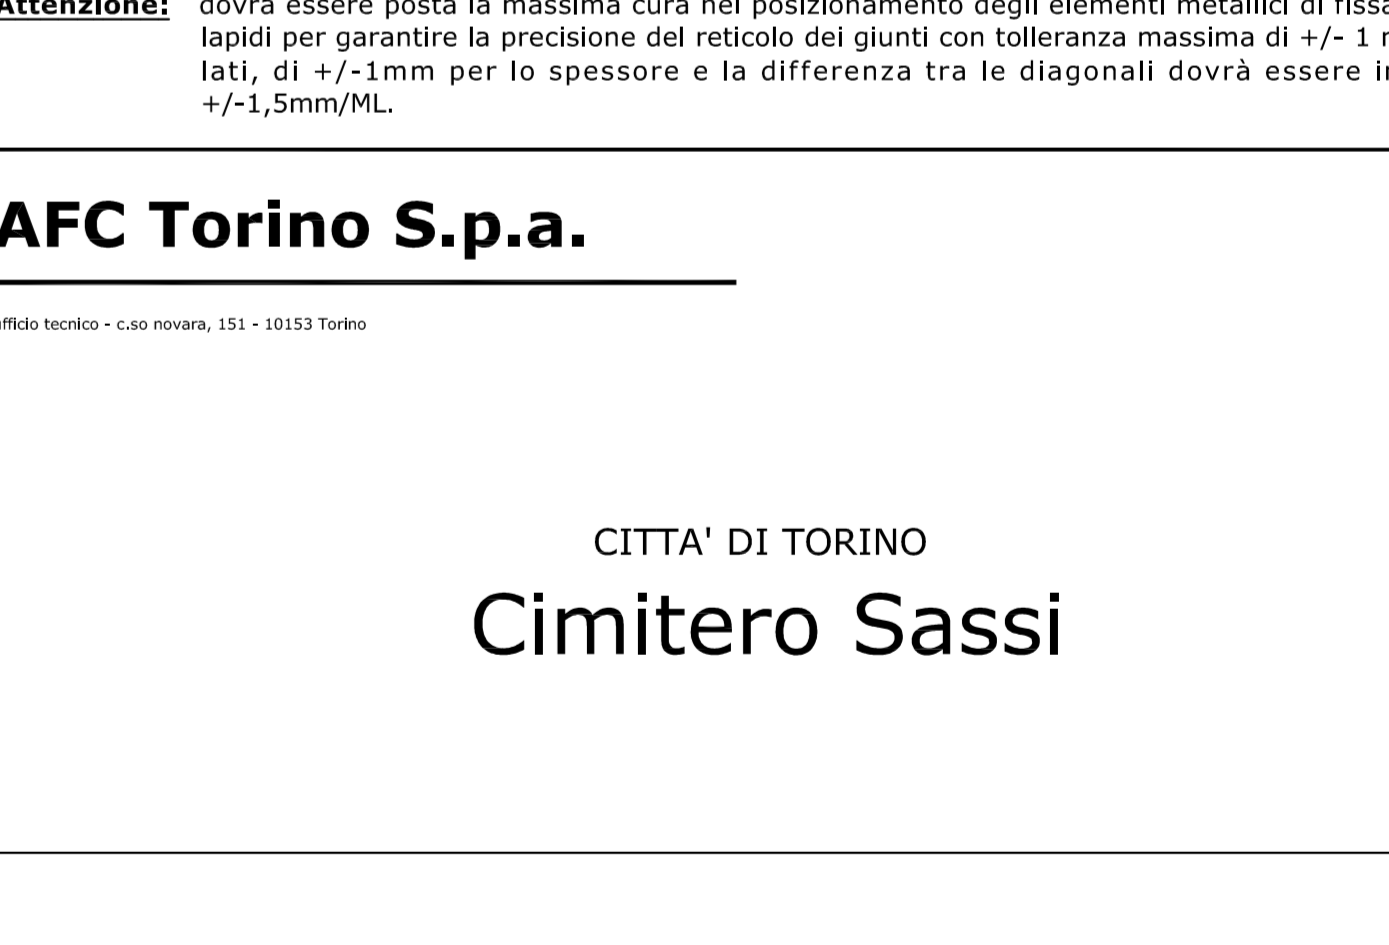 Attenzione: dovrà essere posta la massima cura nel posizionamento degli elementi metallici di
lapidi per garantire la precisione del reticolo dei giunti con tolleranza massima di +/- 1
lati, di +/-1mm per lo spessore e la differenza tra le diagonali dovrà essere
+/-1,5mm/ML.
AFC Torino S.p.a.
ufficio tecnico - c.so novara, 151 - 10153 Torino
CITTA' DI TORINO
Cimitero Sassi